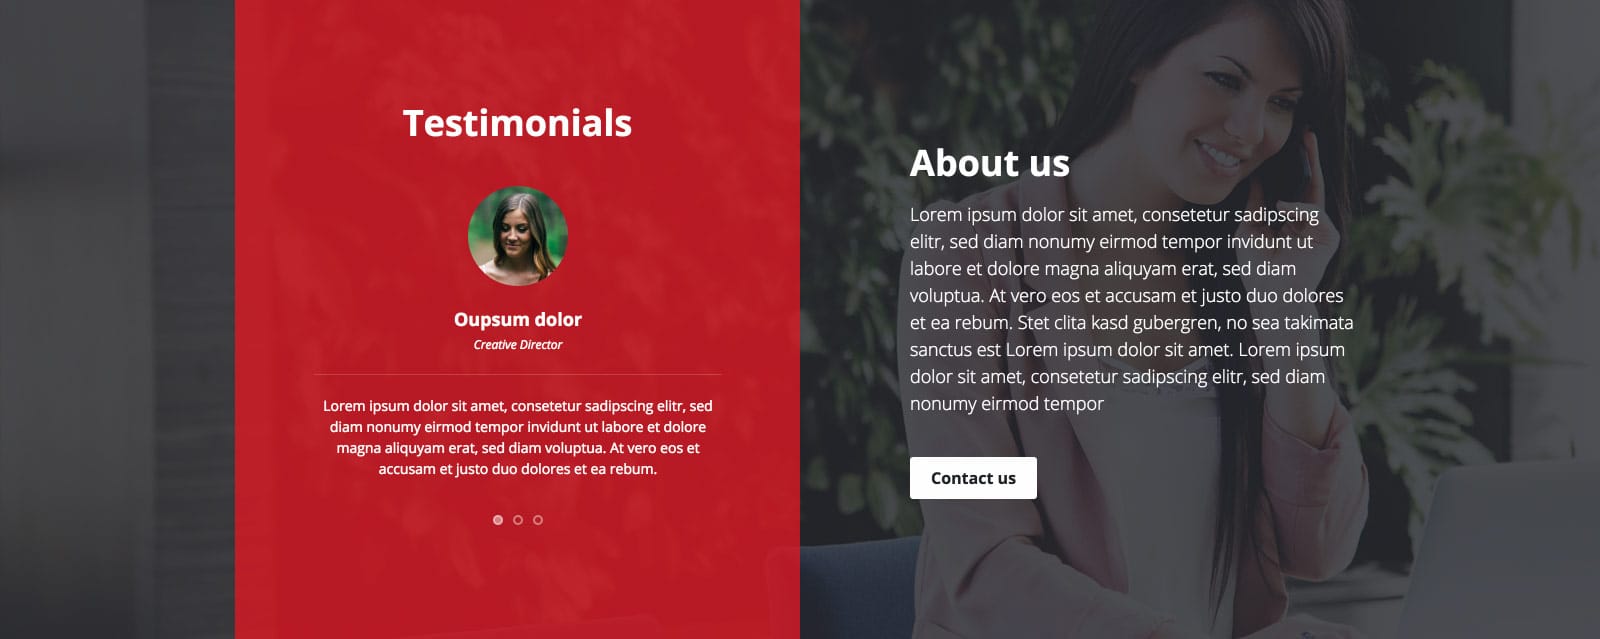 Testimonials
Oupsum dolor
Creative Director
Lorem ipsum dolor sit amet, consetetur sadipscing elitr, sed
diam nonumy eirmod tempor invidunt ut labore et dolore
magna aliquyam erat, sed diam voluptua. At vero eos et
accusam et justo duo dolores et ea rebum.
About us
Lorem ipsum dolor sit amet, consetetur sadipscing
elitr, sed diam nonumy eirmod tempor invidunt ut
labore et dolore magna aliquyam erat, sed diam
voluptua. At vero eos et accusam et justo duo dolores
et ea rebum. Stet clita kasd gubergren, no sea takimata
sanctus est Lorem ipsum dolor sit amet. Lorem ipsum
dolor sit amet, consetetur sadipscing elitr, sed diam
nonumy eirmod tempor
Contact us